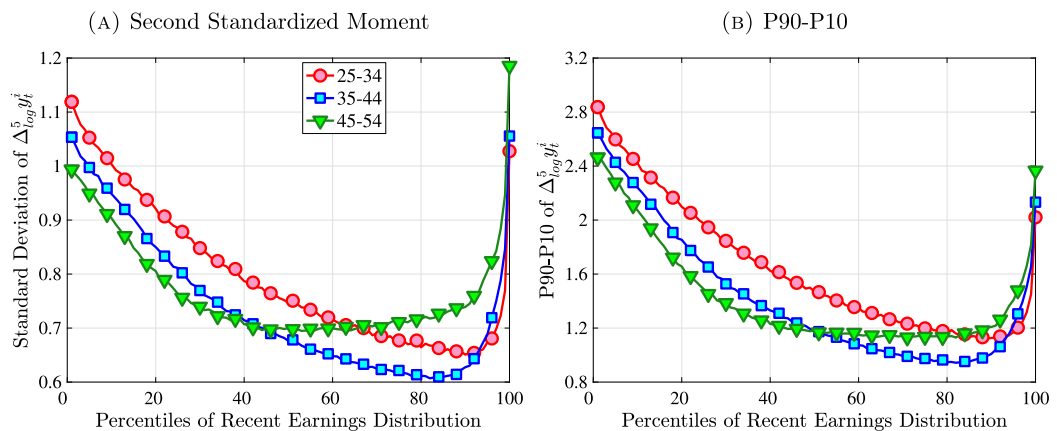 (A) Second Standardized Moment
Standard Deviation of Δ⁵_log y^i_t
1.2
1.1
1
0.9
0.8
0.7
0.6
25-34
35-44
45-54
0 20 40 60 80 100
Percentiles of Recent Earnings Distribution
(B) P90-P10
P90-P10 of Δ⁵_log y^i_t
3.2
2.8
2.4
2
1.6
1.2
0.8
0 20 40 60 80 100
Percentiles of Recent Earnings Distribution